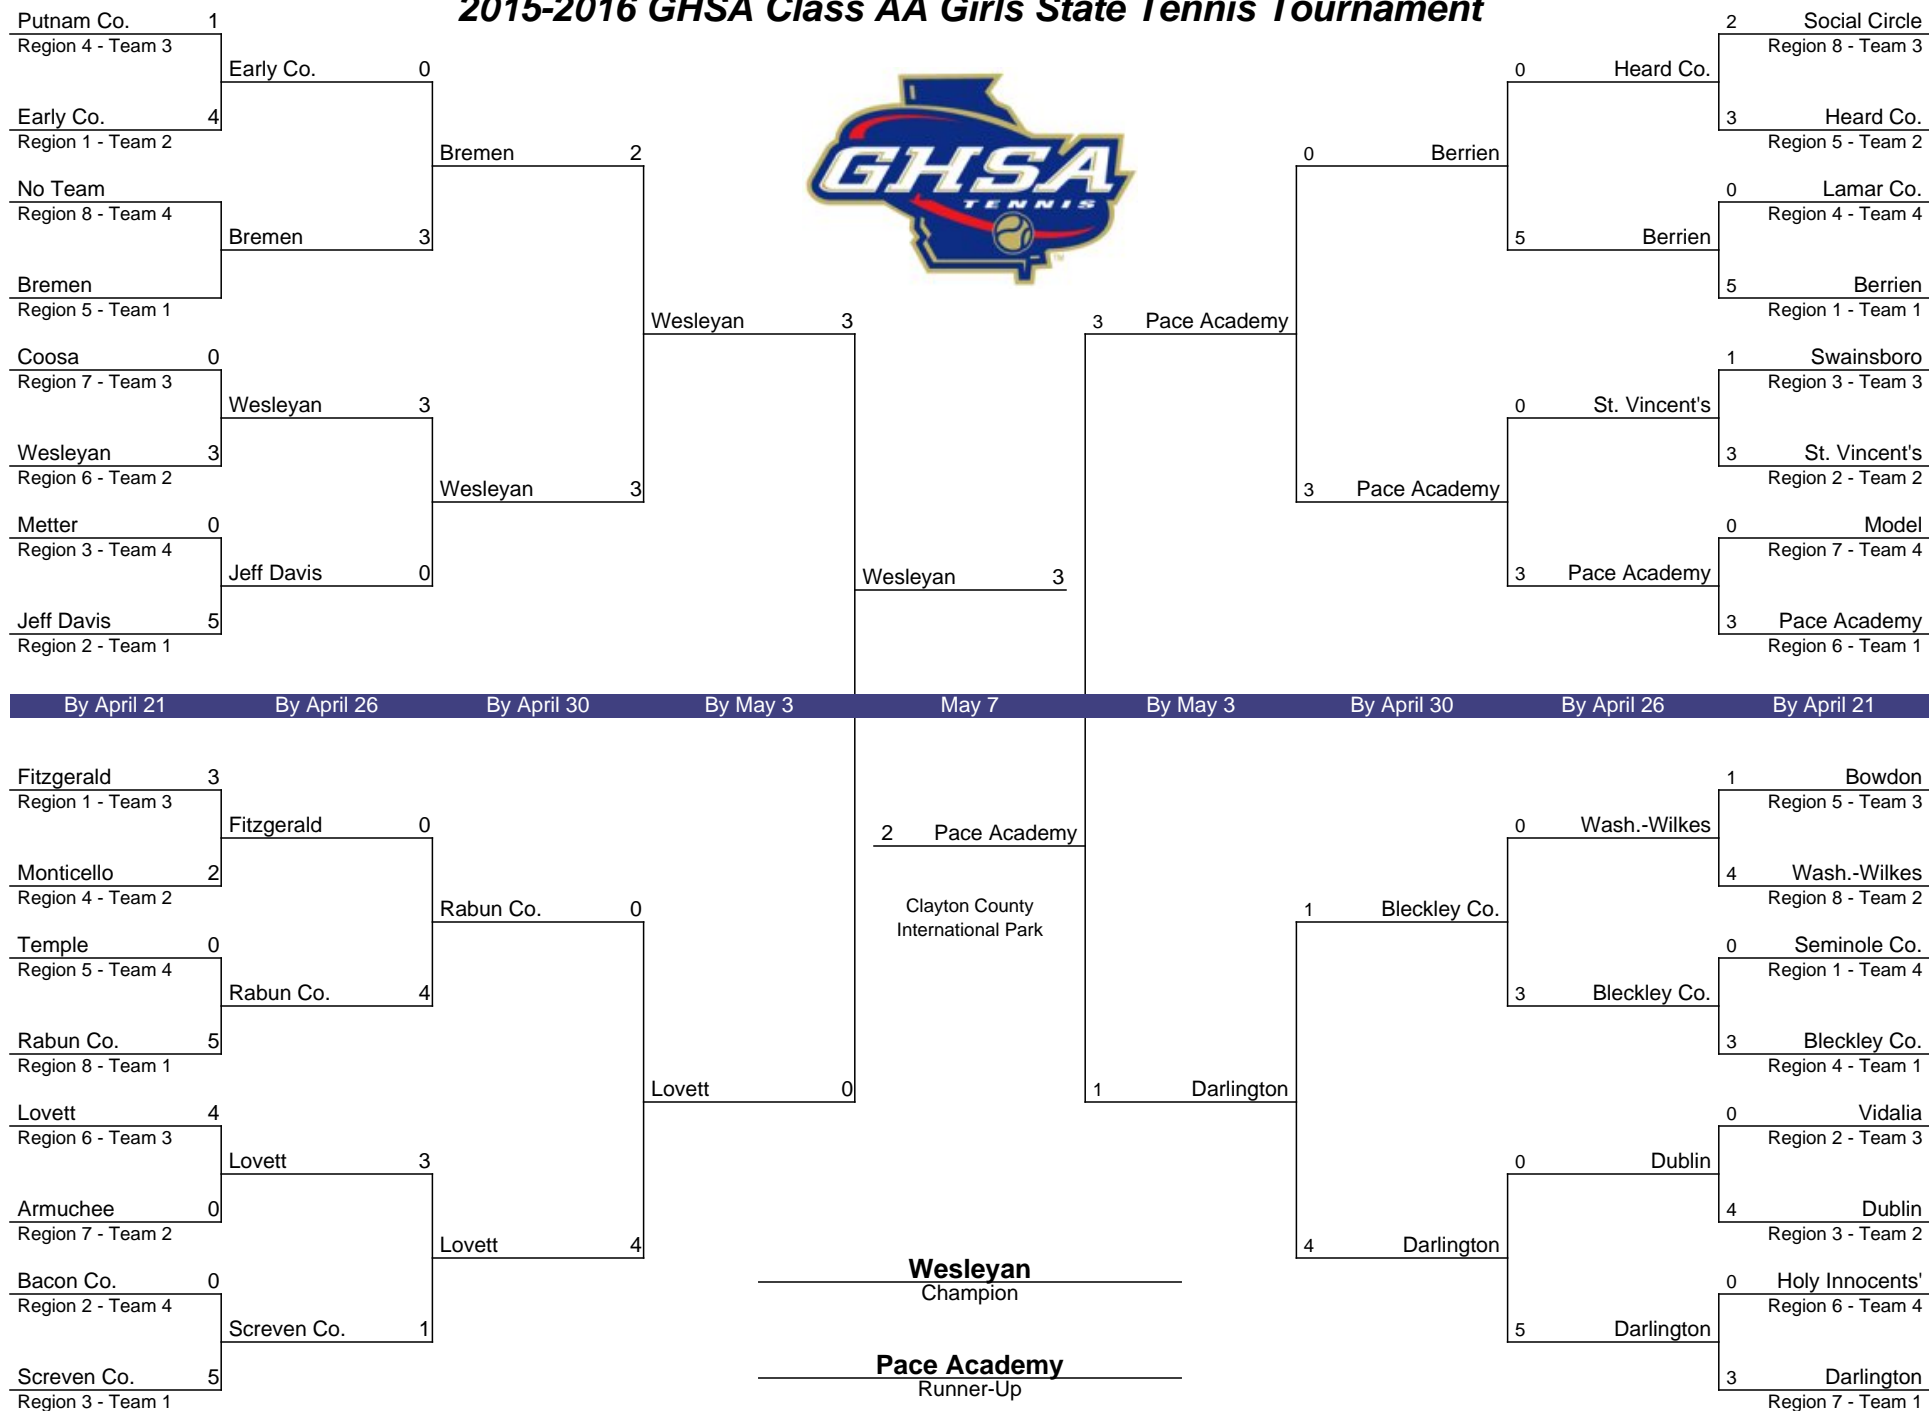 2015-2016 GHSA Class AA Girls State Tennis Tournament
Putnam Co. 1
Region 4 - Team 3
Early Co. 0
Early Co. 4
Region 1 - Team 2
Bremen 2
No Team
Region 8 - Team 4
Bremen 3
Bremen
Region 5 - Team 1
Wesleyan 3
Coosa 0
Region 7 - Team 3
Wesleyan 3
Wesleyan 3
Region 6 - Team 2
Wesleyan 3
Metter 0
Region 3 - Team 4
Jeff Davis 0
Jeff Davis 5
Region 2 - Team 1
Wesleyan 3
GHSA
TENNIS
TM
2 Social Circle
Region 8 - Team 3
0 Heard Co.
3 Heard Co.
Region 5 - Team 2
0 Berrien
0 Lamar Co.
Region 4 - Team 4
5 Berrien
5 Berrien
Region 1 - Team 1
3 Pace Academy
1 Swainsboro
Region 3 - Team 3
0 St. Vincent's
3 St. Vincent's
Region 2 - Team 2
3 Pace Academy
0 Model
Region 7 - Team 4
3 Pace Academy
3 Pace Academy
Region 6 - Team 1
By April 21 By April 26 By April 30 By May 3 May 7 By May 3 By April 30 By April 26 By April 21
Fitzgerald 3
Region 1 - Team 3
Fitzgerald 0
Monticello 2
Region 4 - Team 2
Rabun Co. 0
Temple 0
Region 5 - Team 4
Rabun Co. 4
Rabun Co. 5
Region 8 - Team 1
Lovett 0
Lovett 4
Region 6 - Team 3
Lovett 3
Armuchee 0
Region 7 - Team 2
Lovett 4
Bacon Co. 0
Region 2 - Team 4
Screven Co. 1
Screven Co. 5
Region 3 - Team 1
2 Pace Academy
Clayton County
International Park
Wesleyan
Champion
Pace Academy
Runner-Up
1 Bowdon
Region 5 - Team 3
0 Wash.-Wilkes
4 Wash.-Wilkes
Region 8 - Team 2
1 Bleckley Co.
0 Seminole Co.
Region 1 - Team 4
3 Bleckley Co.
3 Bleckley Co.
Region 4 - Team 1
1 Darlington
0 Vidalia
Region 2 - Team 3
0 Dublin
4 Dublin
Region 3 - Team 2
4 Darlington
0 Holy Innocents'
Region 6 - Team 4
5 Darlington
3 Darlington
Region 7 - Team 1